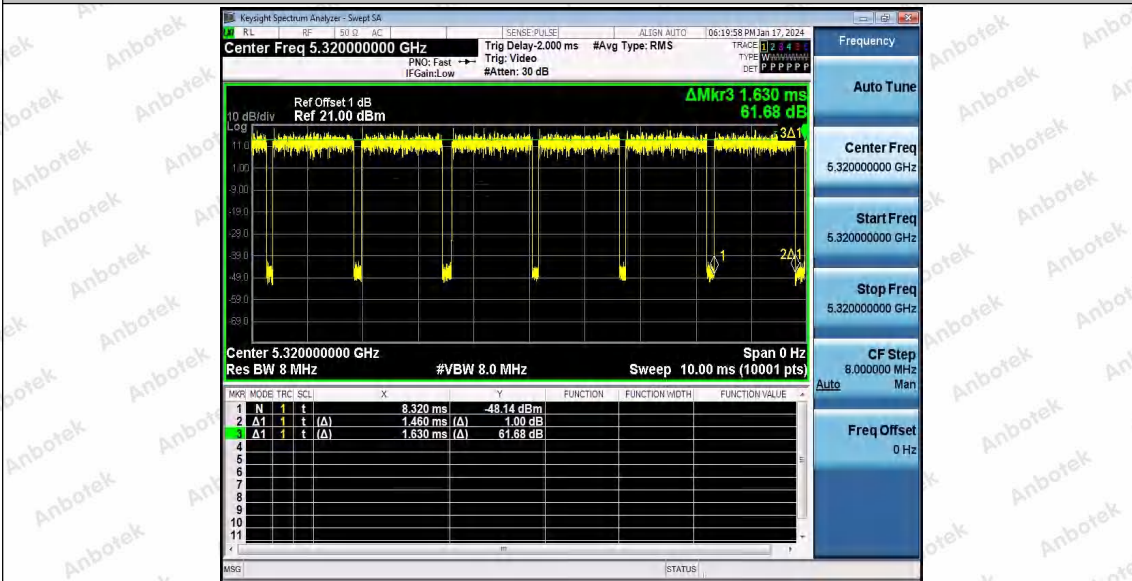 Keysight Spectrum Analyzer - Swept SA
RL RF 50 Ω AC SENSE:PULSE ALIGN AUTO 06:19:58 PM Jan 17, 2024
Center Freq 5.320000000 GHz
Trig Delay-2.000 ms #Avg Type: RMS
TRACE 1 2 3 4 5 6
PNO: Fast Trig: Video
TYPE WWWWWW
IFGain:Low #Atten: 30 dB
DET P P P P P P
Frequency
ΔMkr3 1.630 ms
61.68 dB
Ref Offset 1 dB
10 dB/div Ref 21.00 dBm
Log
11.0
1.00
-9.00
-19.0
-29.0
-39.0
-49.0
-59.0
-69.0
3Δ1
1
2Δ1
Center 5.320000000 GHz Span 0 Hz
Res BW 8 MHz #VBW 8.0 MHz Sweep 10.00 ms (10001 pts)
MKR MODE TRC SCL X Y FUNCTION FUNCTION WIDTH FUNCTION VALUE
1 N 1 t 8.320 ms -48.14 dBm
2 Δ1 1 t (Δ) 1.460 ms (Δ) 1.00 dB
3 Δ1 1 t (Δ) 1.630 ms (Δ) 61.68 dB
4
5
6
7
8
9
10
11
MSG STATUS
Auto Tune
Center Freq
5.320000000 GHz
Start Freq
5.320000000 GHz
Stop Freq
5.320000000 GHz
CF Step
8.000000 MHz
Auto Man
Freq Offset
0 Hz
Anbotek